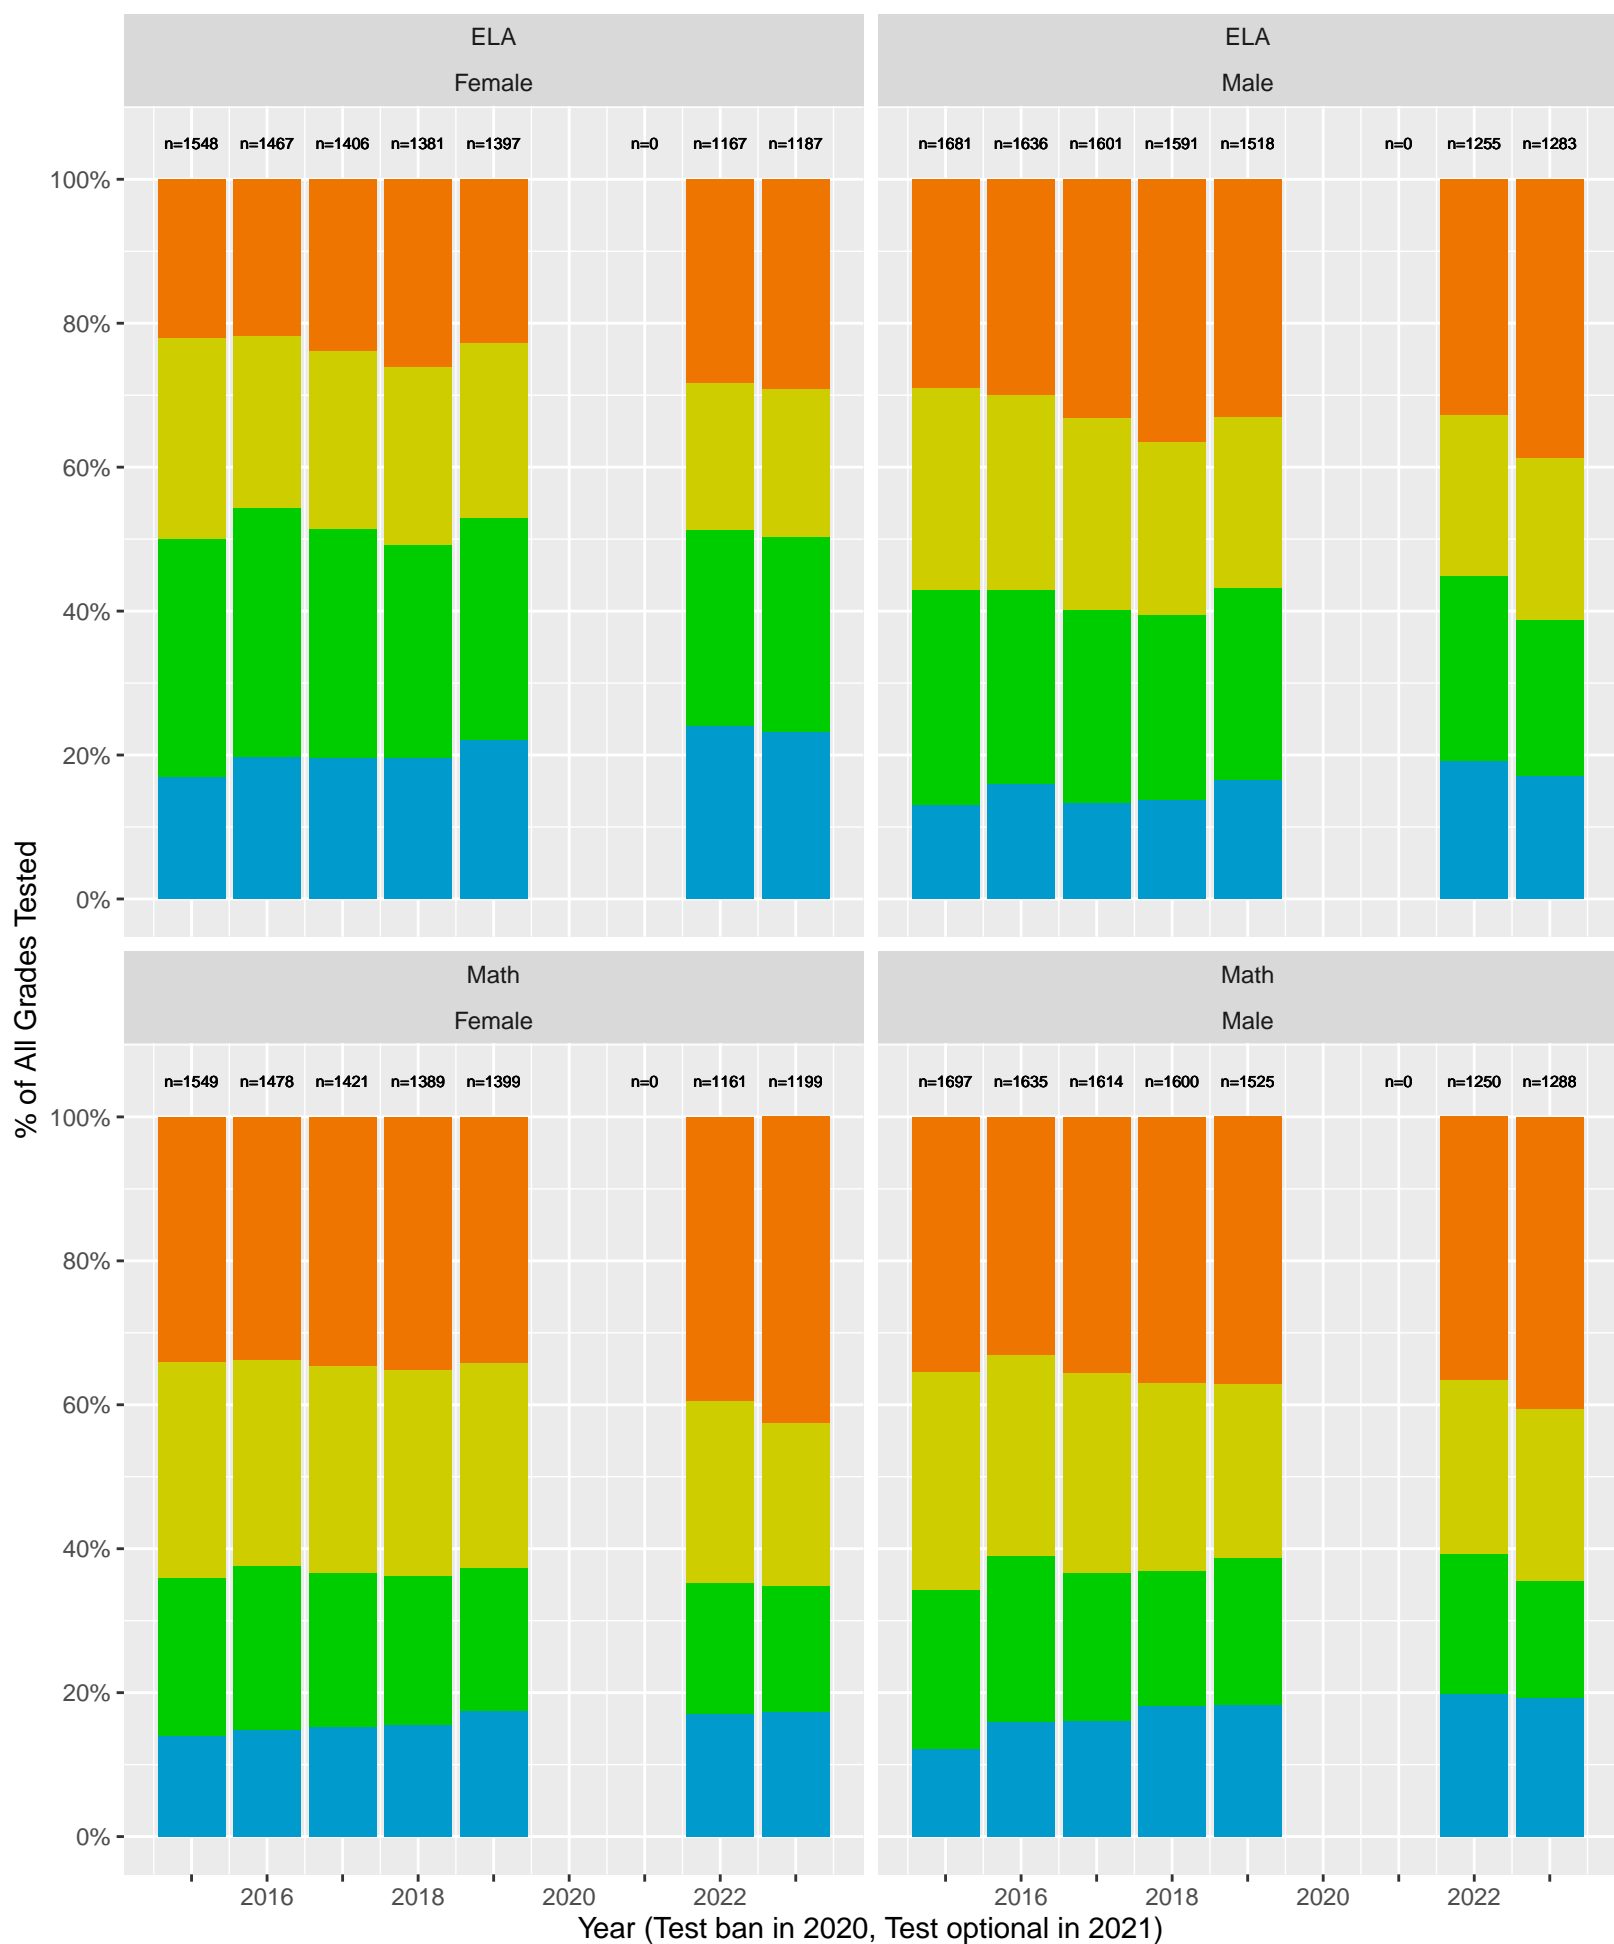 ELA
Female
ELA
Male
n=1548 n=1467 n=1406 n=1381 n=1397 n=0 n=1167 n=1187
n=1681 n=1636 n=1601 n=1591 n=1518 n=0 n=1255 n=1283
100%
80%
60%
40%
20%
0%
% of All Grades Tested
Math
Female
Math
Male
n=1549 n=1478 n=1421 n=1389 n=1399 n=0 n=1161 n=1199
n=1697 n=1635 n=1614 n=1600 n=1525 n=0 n=1250 n=1288
100%
80%
60%
40%
20%
0%
2016 2018 2020 2022
2016 2018 2020 2022
Year (Test ban in 2020, Test optional in 2021)